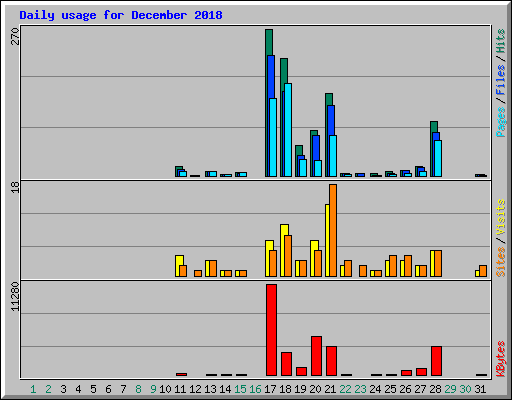 Daily usage for December 2018
270
Pages / Files / Hits
18
Sites / Visits
11280
KBytes
1 2 3 4 5 6 7 8 9 10 11 12 13 14 15 16 17 18 19 20 21 22 23 24 25 26 27 28 29 30 31